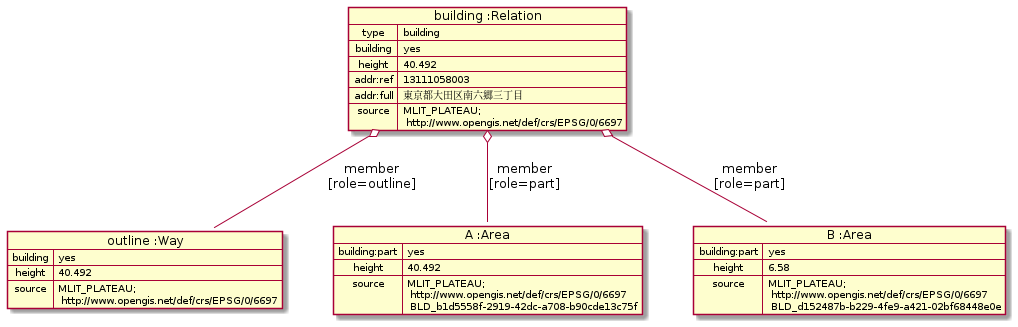 building :Relation
type building
building yes
height 40.492
addr:ref 13111058003
addr:full 東京都大田区南六郷三丁目
source MLIT_PLATEAU;
http://www.opengis.net/def/crs/EPSG/0/6697
member
[role=outline]
member
[role=part]
member
[role=part]
outline :Way
building yes
height 40.492
source MLIT_PLATEAU;
http://www.opengis.net/def/crs/EPSG/0/6697
A :Area
building:part yes
height 40.492
source MLIT_PLATEAU;
http://www.opengis.net/def/crs/EPSG/0/6697
BLD_b1d5558f-2919-42dc-a708-b90cde13c75f
B :Area
building:part yes
height 6.58
source MLIT_PLATEAU;
http://www.opengis.net/def/crs/EPSG/0/6697
BLD_d152487b-b229-4fe9-a421-02bf68448e0e